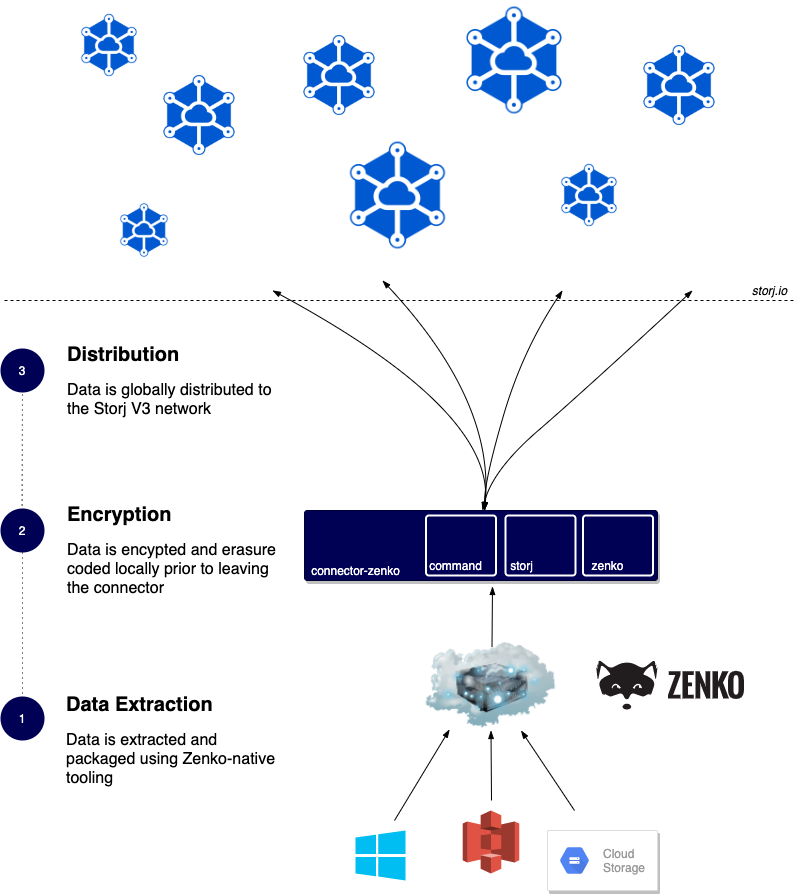 storj.io
3
Distribution
Data is globally distributed to
the Storj V3 network
2
Encryption
Data is encypted and erasure
coded locally prior to leaving
the connector
connector-zenko
command
storj
zenko
1
Data Extraction
Data is extracted and
packaged using Zenko-native
tooling
ZENKO
Cloud
Storage